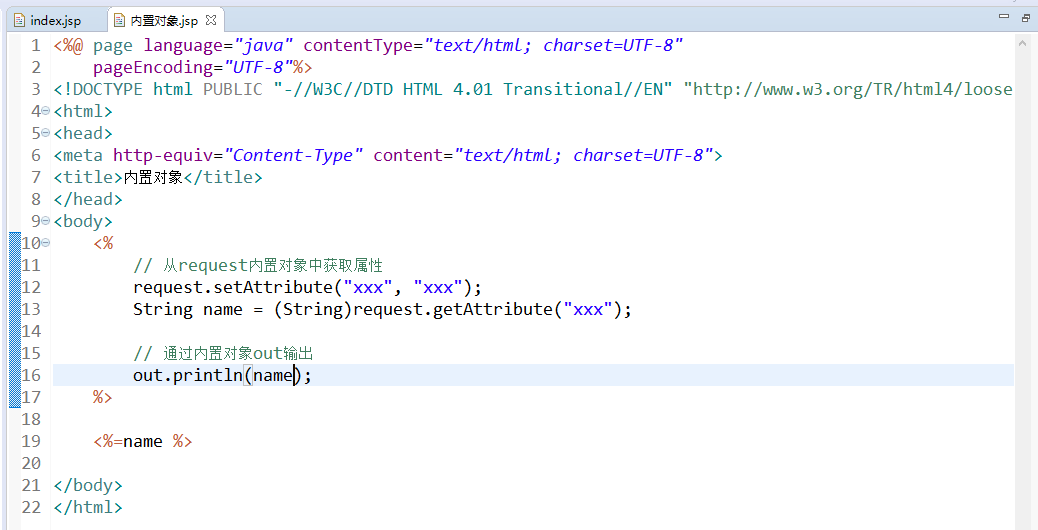 index.jsp 内置对象.jsp
1 <%@ page language="java" contentType="text/html; charset=UTF-8"
2 pageEncoding="UTF-8"%>
3 <!DOCTYPE html PUBLIC "-//W3C//DTD HTML 4.01 Transitional//EN" "http://www.w3.org/TR/html4/loose
4 <html>
5 <head>
6 <meta http-equiv="Content-Type" content="text/html; charset=UTF-8">
7 <title>内置对象</title>
8 </head>
9 <body>
10 <%
11 // 从request内置对象中获取属性
12 request.setAttribute("xxx", "xxx");
13 String name = (String)request.getAttribute("xxx");
14
15 // 通过内置对象out输出
16 out.println(name);
17 %>
18
19 <%=name %>
20
21 </body>
22 </html>